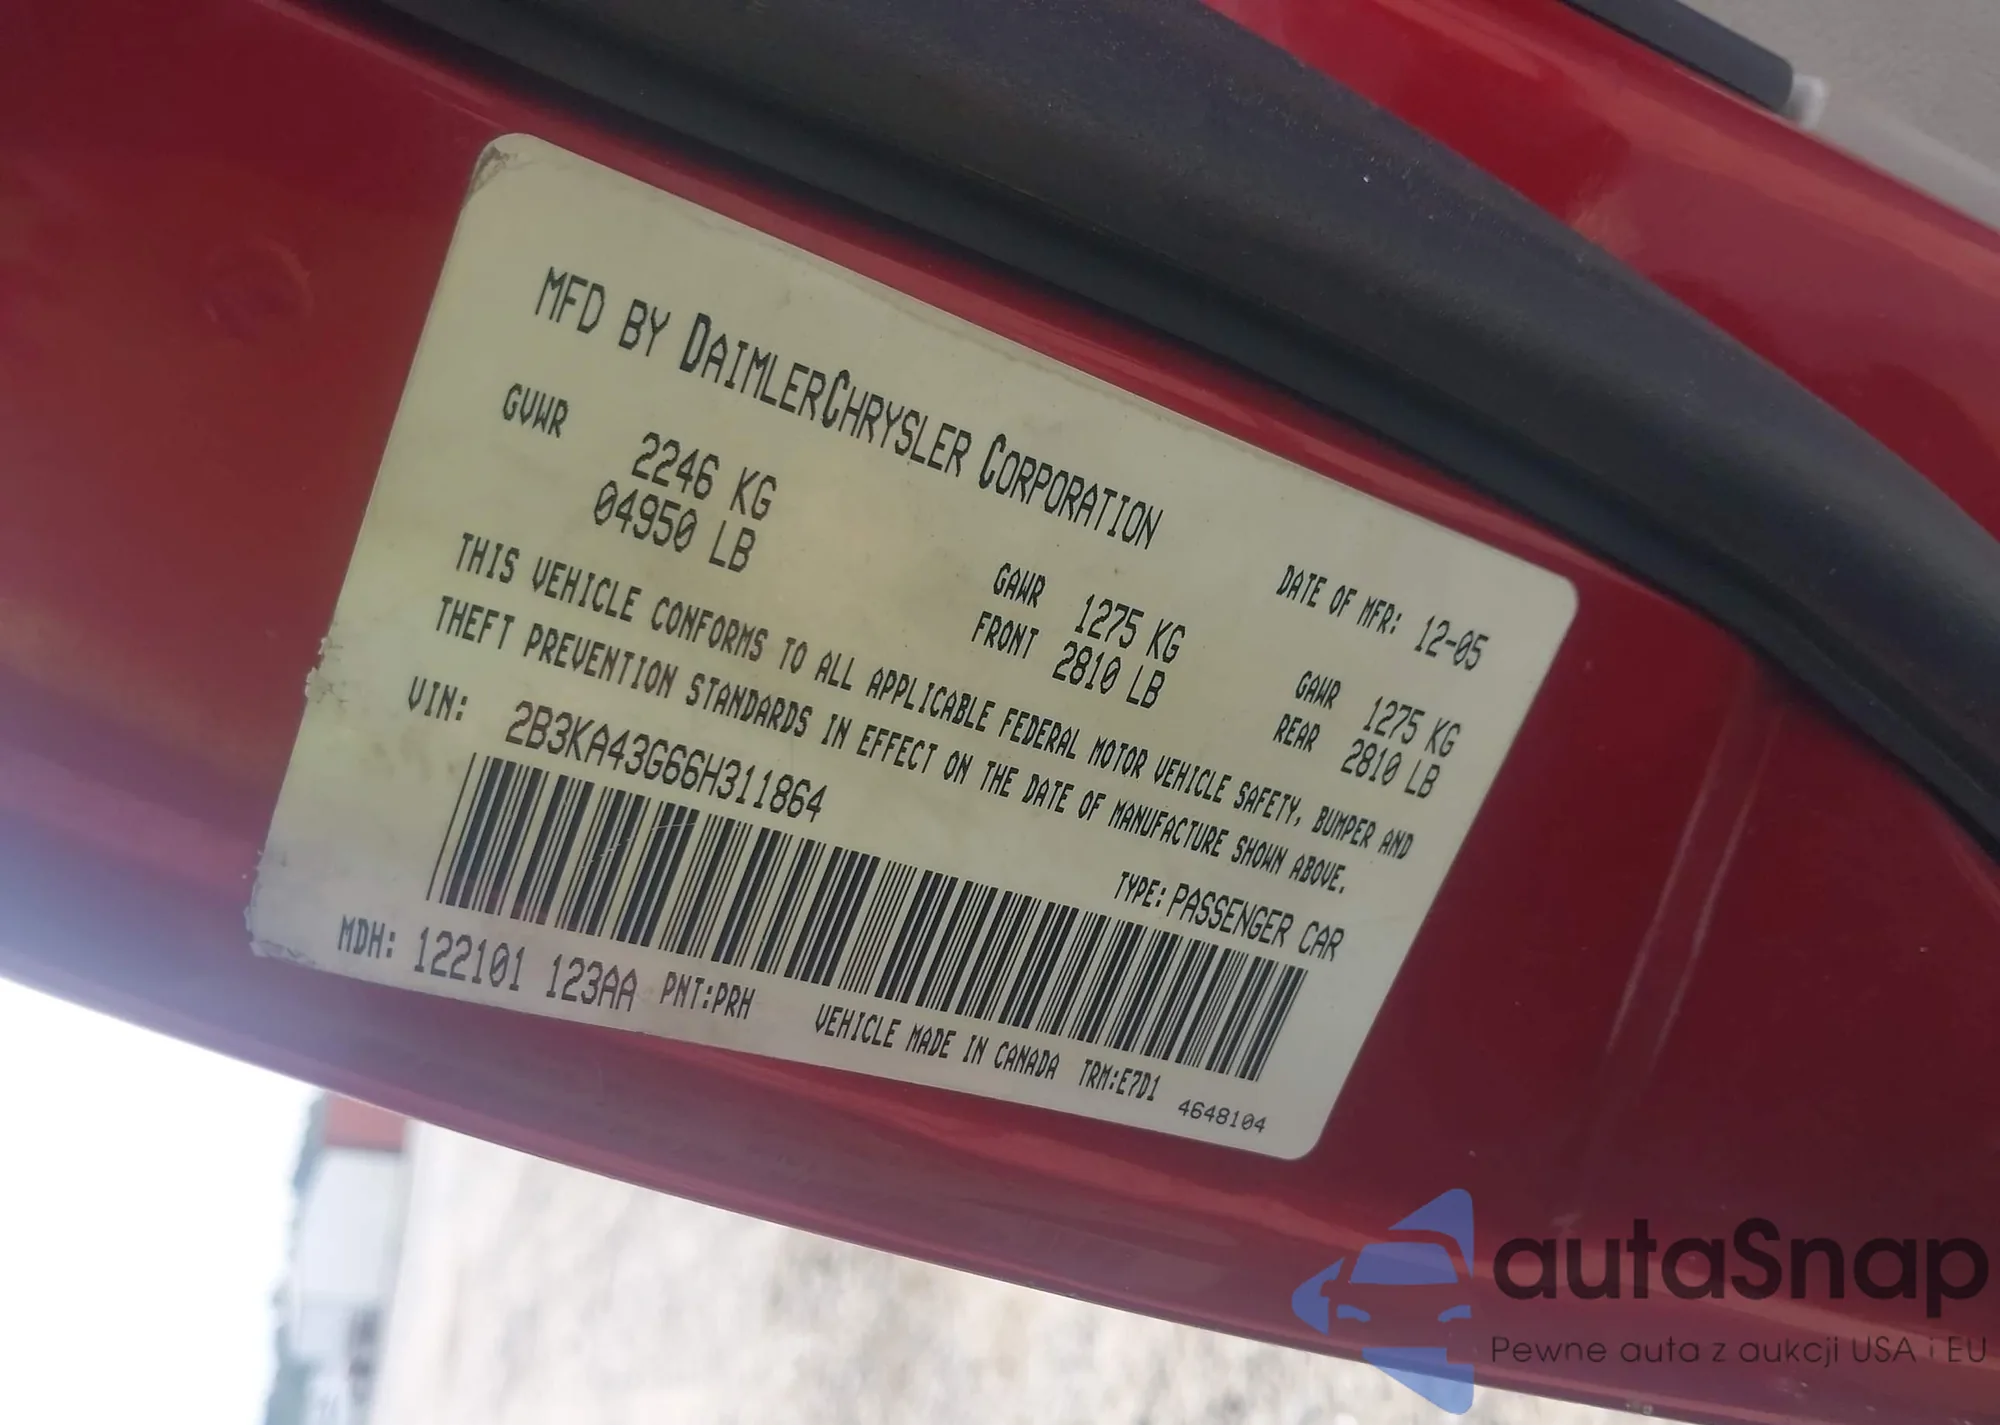 MFD BY DAIMLERCHRYSLER CORPORATION
DATE OF MFR: 12-05
GVWR 2246 KG
04950 LB
GAWR FRONT 1275 KG
2810 LB
GAWR REAR 1275 KG
2810 LB
THIS VEHICLE CONFORMS TO ALL APPLICABLE FEDERAL MOTOR VEHICLE SAFETY, BUMPER AND
THEFT PREVENTION STANDARDS IN EFFECT ON THE DATE OF MANUFACTURE SHOWN ABOVE.
VIN: 2B3KA43G66H311864
TYPE: PASSENGER CAR
MDH: 122101 123AA PNT:PRH
VEHICLE MADE IN CANADA TRM:E7D1
4648104
autaSnap
Pewne auta z aukcji USA i EU